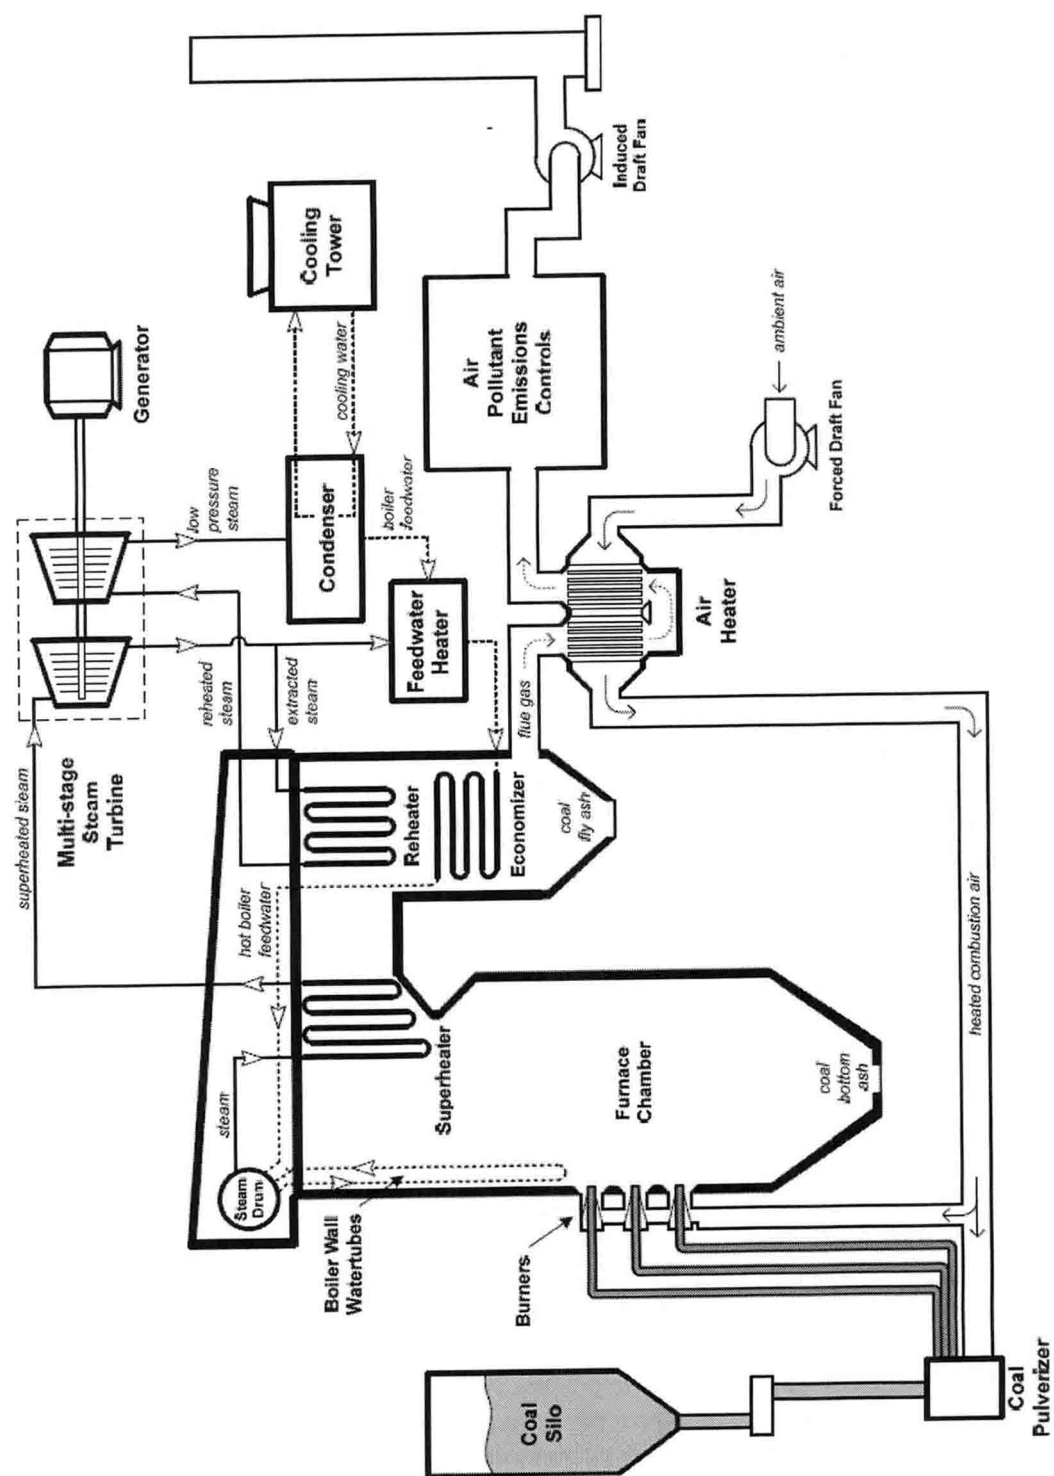 superheated steam
Multi-stage
Steam
Turbine
Generator
reheated
steam
low
pressure
steam
steam
hot boiler
feedwater
extracted
steam
Steam
Drum
Cooling
Tower
cooling water
Condenser
boiler
feedwater
Boiler Wall
Watertubes
Superheater
Reheater
Feedwater
Heater
Economizer
flue gas
Air
Pollutant
Emissions
Controls
Burners
Coal
Silo
Furnace
Chamber
coal
fly ash
Induced
Draft Fan
Air
Heater
ambient air
Forced Draft Fan
coal
bottom
ash
heated combustion air
Coal
Pulverizer